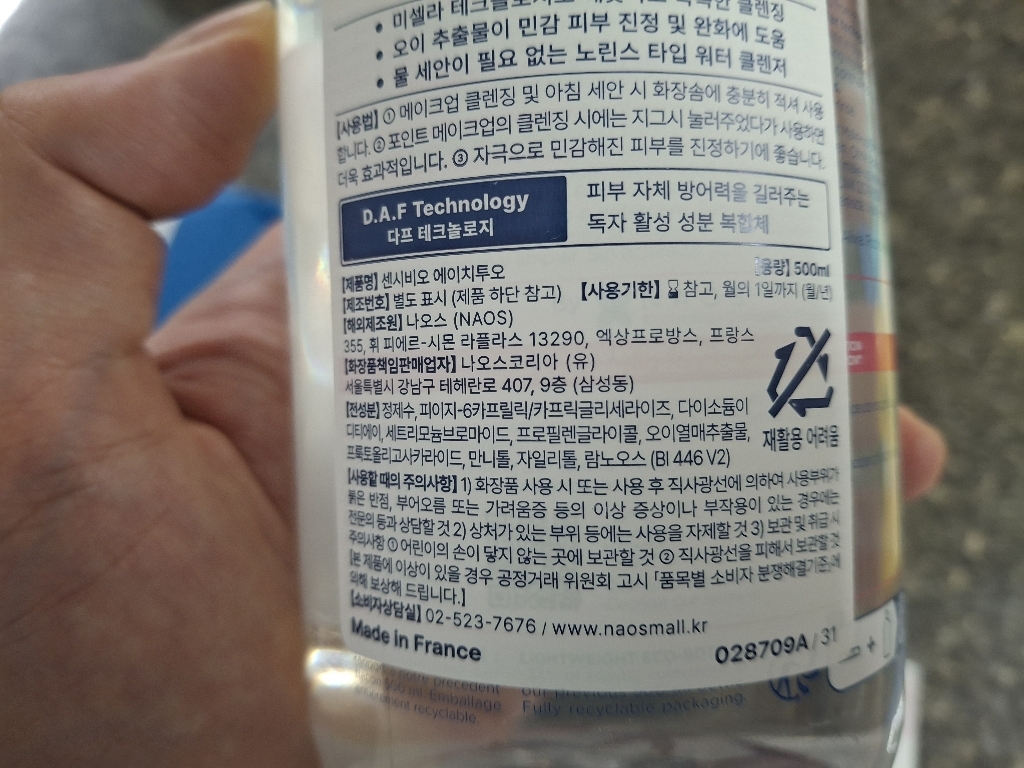 • 미셀라 테크놀로지로 클렌징
• 오이 추출물이 민감 피부 진정 및 완화에 도움
• 물 세안이 필요 없는 노린스 타입 워터 클렌저
[사용법] ① 메이크업 클렌징 및 아침 세안 시 화장솜에 충분히 적셔 사용
합니다. ② 포인트 메이크업의 클렌징 시에는 지그시 눌러주었다가 사용하면
더욱 효과적입니다. ③ 자극으로 민감해진 피부를 진정하기에 좋습니다.
D.A.F Technology
다프 테크놀로지
피부 자체 방어력을 길러주는
독자 활성 성분 복합체
[제품명] 센시비오 에이치투오 [용량] 500ml
[제조번호] 별도 표시 (제품 하단 참고) [사용기한] 참고, 월의 1일까지 (월/년)
[해외제조원] 나오스 (NAOS)
355, 휘 피에르-시몬 라플라스 13290, 엑상프로방스, 프랑스
[화장품책임판매업자] 나오스코리아 (유)
서울특별시 강남구 테헤란로 407, 9층 (삼성동)
[전성분] 정제수, 피이지-6카프릴릭/카프릭글리세라이즈, 다이소듐이
디티에이, 세트리모늄브로마이드, 프로필렌글라이콜, 오이열매추출물,
프룩토올리고사카라이드, 만니톨, 자일리톨, 람노오스 (BI 446 V2)
재활용 어려움
[사용할 때의 주의사항] 1) 화장품 사용 시 또는 사용 후 직사광선에 의하여 사용부위가
붉은 반점, 부어오름 또는 가려움증 등의 이상 증상이나 부작용이 있는 경우에는
전문의 등과 상담할 것 2) 상처가 있는 부위 등에는 사용을 자제할 것 3) 보관 및 취급 시
주의사항 ① 어린이의 손이 닿지 않는 곳에 보관할 것 ② 직사광선을 피해서 보관할 것
[본 제품에 이상이 있을 경우 공정거래 위원회 고시 「품목별 소비자 분쟁해결기준」에
의해 보상해 드립니다.]
[소비자상담실] 02-523-7676 / www.naosmall.kr
Made in France
028709A / 31
LIGHTWEIGHT
précédent
our previous
Emballage
recyclable.
Fully recyclable packaging.